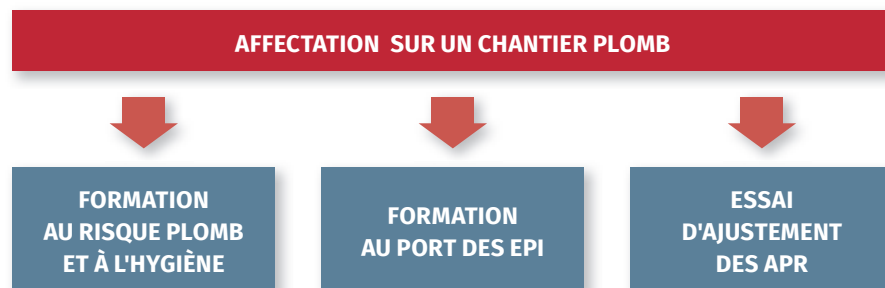 AFFECTATION SUR UN CHANTIER PLOMB
FORMATION
AU RISQUE PLOMB
ET À L'HYGIÈNE
FORMATION
AU PORT DES EPI
ESSAI
D'AJUSTEMENT
DES APR